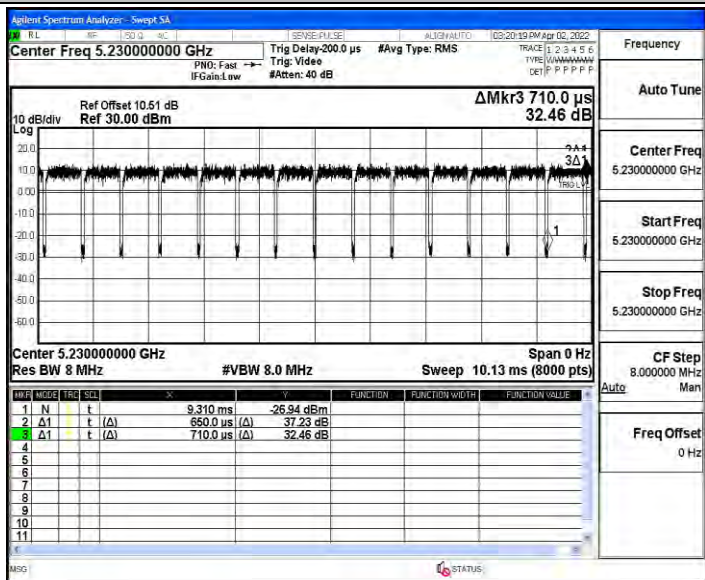 Agilent Spectrum Analyzer - Swept SA
RL RF 50 Ω AC SENSE:PULSE ALIGN AUTO 03:20:19 PM Apr 02, 2022
Center Freq 5.230000000 GHz
PNO: Fast
IFGain:Low
Trig Delay-200.0 µs
Trig: Video
#Atten: 40 dB
#Avg Type: RMS
TRACE 1 2 3 4 5 6
TYPE
DET P P P P P P
ΔMkr3 710.0 µs
32.46 dB
10 dB/div
Log
Ref Offset 10.51 dB
Ref 30.00 dBm
20.0
10.0
0.00
-10.0
-20.0
-30.0
-40.0
-50.0
-60.0
3Δ1
TRIG LVL
1
Center 5.230000000 GHz
Span 0 Hz
Res BW 8 MHz
#VBW 8.0 MHz
Sweep 10.13 ms (8000 pts)
MKR MODE TRC SCL X Y FUNCTION FUNCTION WIDTH FUNCTION VALUE
1 N t 9.310 ms -26.94 dBm
2 Δ1 t (Δ) 650.0 µs (Δ) 37.23 dB
3 Δ1 t (Δ) 710.0 µs (Δ) 32.46 dB
4
5
6
7
8
9
10
11
MSG
STATUS
Frequency
Auto Tune
Center Freq
5.230000000 GHz
Start Freq
5.230000000 GHz
Stop Freq
5.230000000 GHz
CF Step
8.000000 MHz
Auto Man
Freq Offset
0 Hz